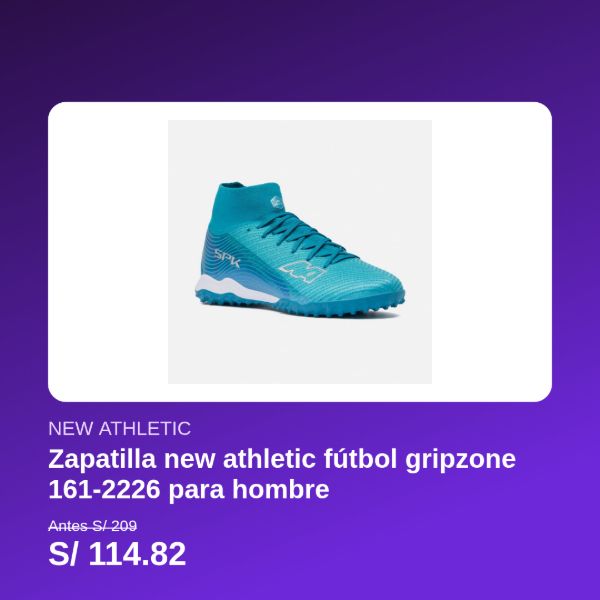 SPK
NEW ATHLETIC
Zapatilla new athletic fútbol gripzone
161-2226 para hombre
Antes S/ 209
S/ 114.82